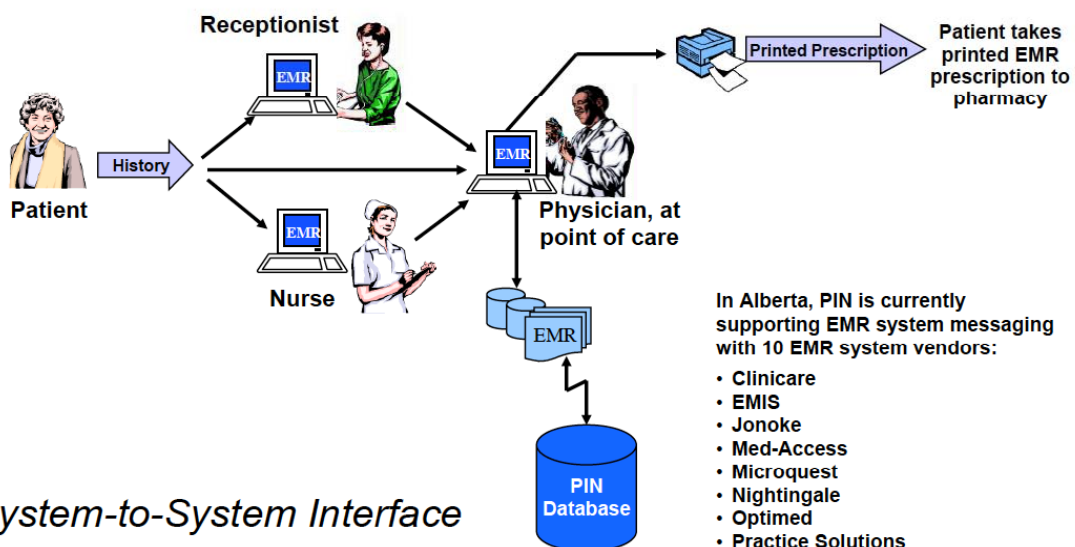 Receptionist
EMR
Patient
History
EMR
Nurse
EMR
Physician, at
point of care
Printed Prescription
Patient takes
printed EMR
prescription to
pharmacy
EMR
PIN
Database
In Alberta, PIN is currently
supporting EMR system messaging
with 10 EMR system vendors:
• Clinicare
• EMIS
• Jonoke
• Med-Access
• Microquest
• Nightingale
• Optimed
• Practice Solutions
ystem-to-System Interface